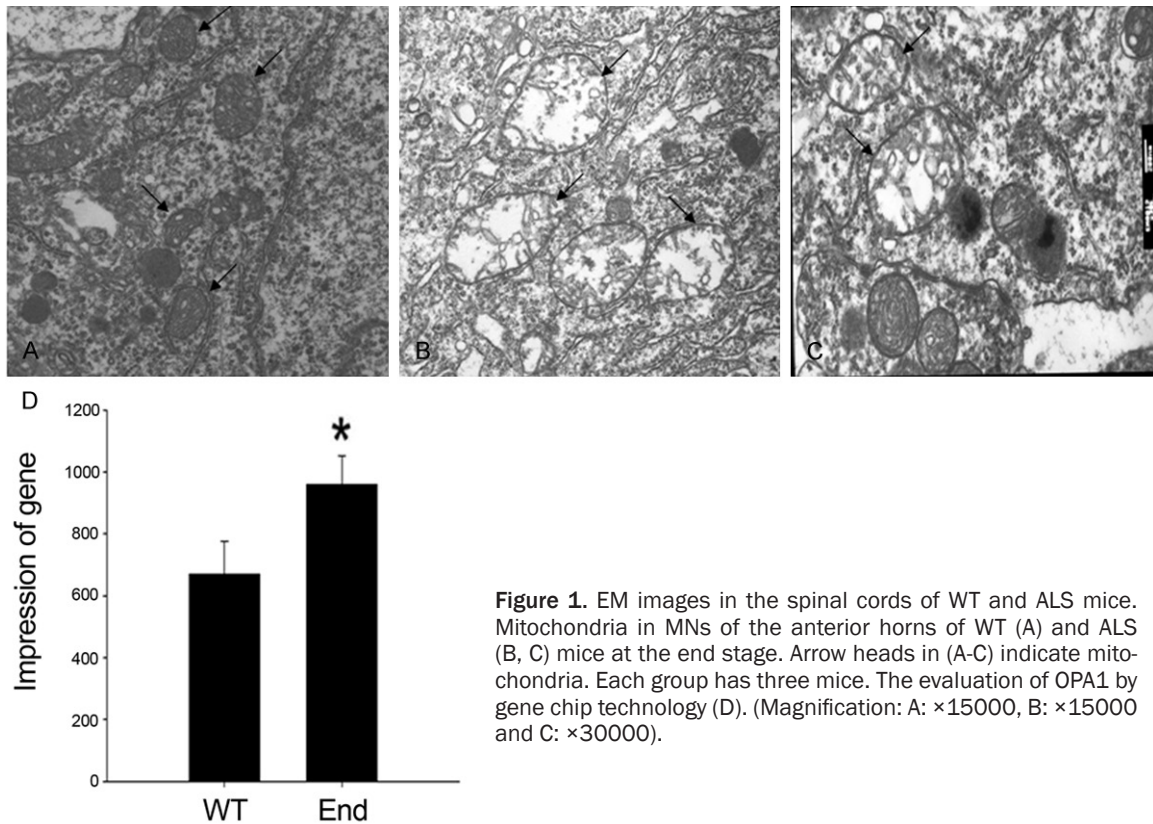 A
B
C
D
1200
1000
800
600
400
200
0
Impression of gene
*
WT
End
Figure 1. EM images in the spinal cords of WT and ALS mice.
Mitochondria in MNs of the anterior horns of WT (A) and ALS
(B, C) mice at the end stage. Arrow heads in (A-C) indicate mito-
chondria. Each group has three mice. The evaluation of OPA1 by
gene chip technology (D). (Magnification: A: ×15000, B: ×15000
and C: ×30000).